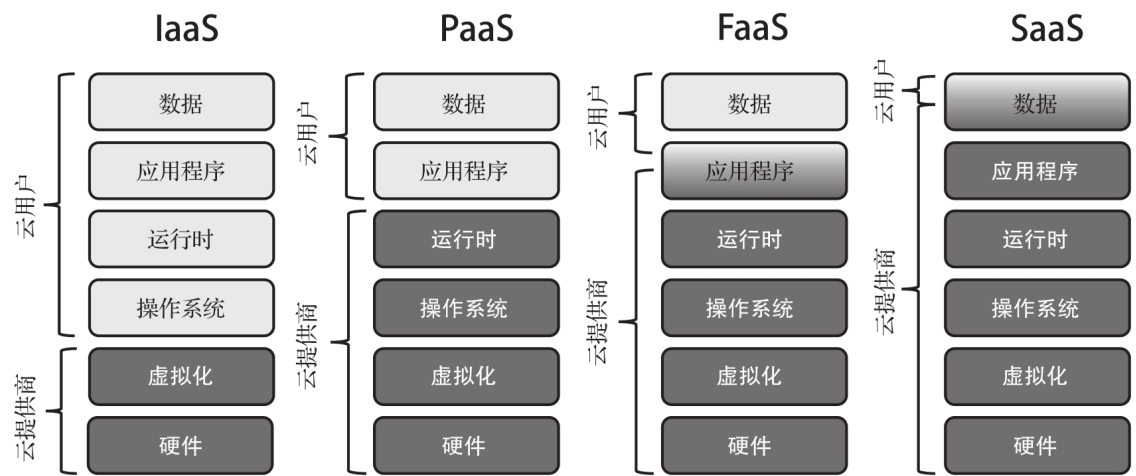 IaaS
云用户
数据
应用程序
运行时
操作系统
云提供商
虚拟化
硬件
PaaS
云用户
数据
应用程序
云提供商
运行时
操作系统
虚拟化
硬件
FaaS
云用户
数据
应用程序
云提供商
运行时
操作系统
虚拟化
硬件
SaaS
云用户
数据
云提供商
应用程序
运行时
操作系统
虚拟化
硬件